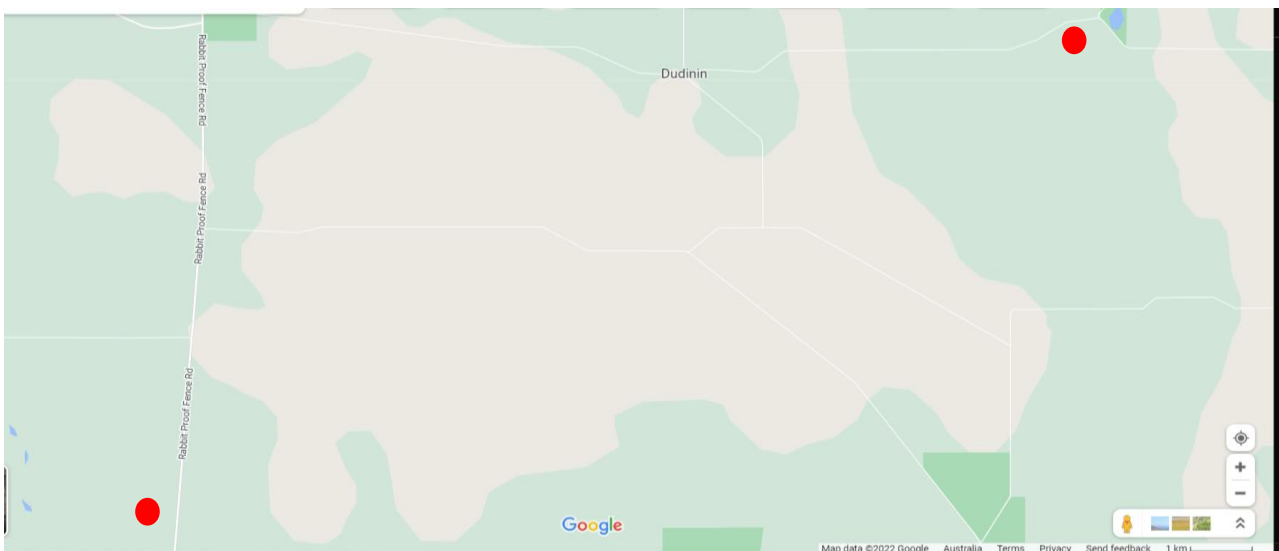 Rabbit Proof Fence Rd
Dudinin
Rabbit Proof Fence Rd
Rabbit Proof Fence Rd
Google
Map data ©2022 Google Australia Terms Privacy Send feedback 1 km